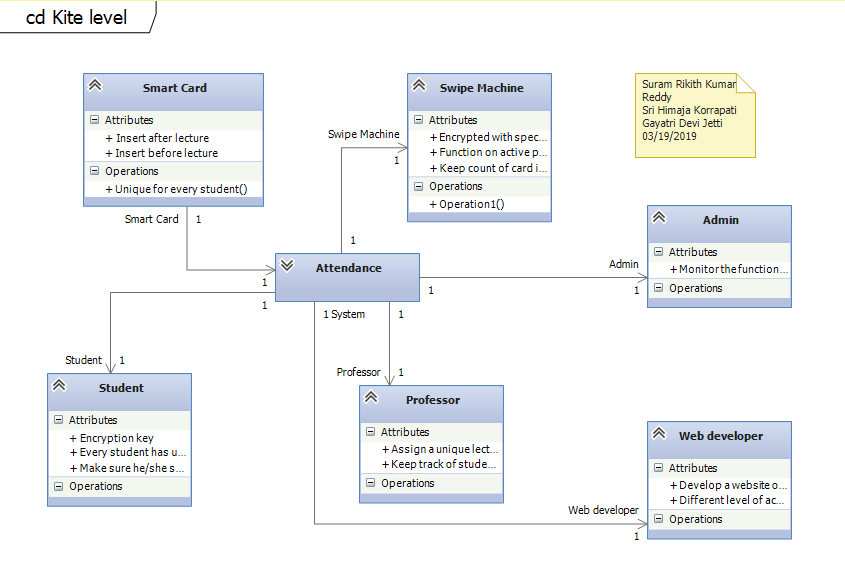 cd Kite level
Smart Card
Attributes
+ Insert after lecture
+ Insert before lecture
Operations
+ Unique for every student()
Smart Card 1
Swipe Machine
1
Swipe Machine
Attributes
+ Encrypted with spec...
+ Function on active p...
+ Keep count of card i...
Operations
+ Operation1()
Suram Rikith Kumar
Reddy
Sri Himaja Korrapati
Gayatri Devi Jetti
03/19/2019
1
Attendance
1
1
1
1 System
1
Admin
1
Admin
Attributes
+ Monitor the function...
Operations
Student 1
Student
Attributes
+ Encryption key
+ Every student has u...
+ Make sure he/she s...
Operations
Professor 1
Professor
Attributes
+ Assign a unique lect...
+ Keep track of stude...
Operations
Web developer
1
Web developer
Attributes
+ Develop a website o...
+ Different level of ac...
Operations